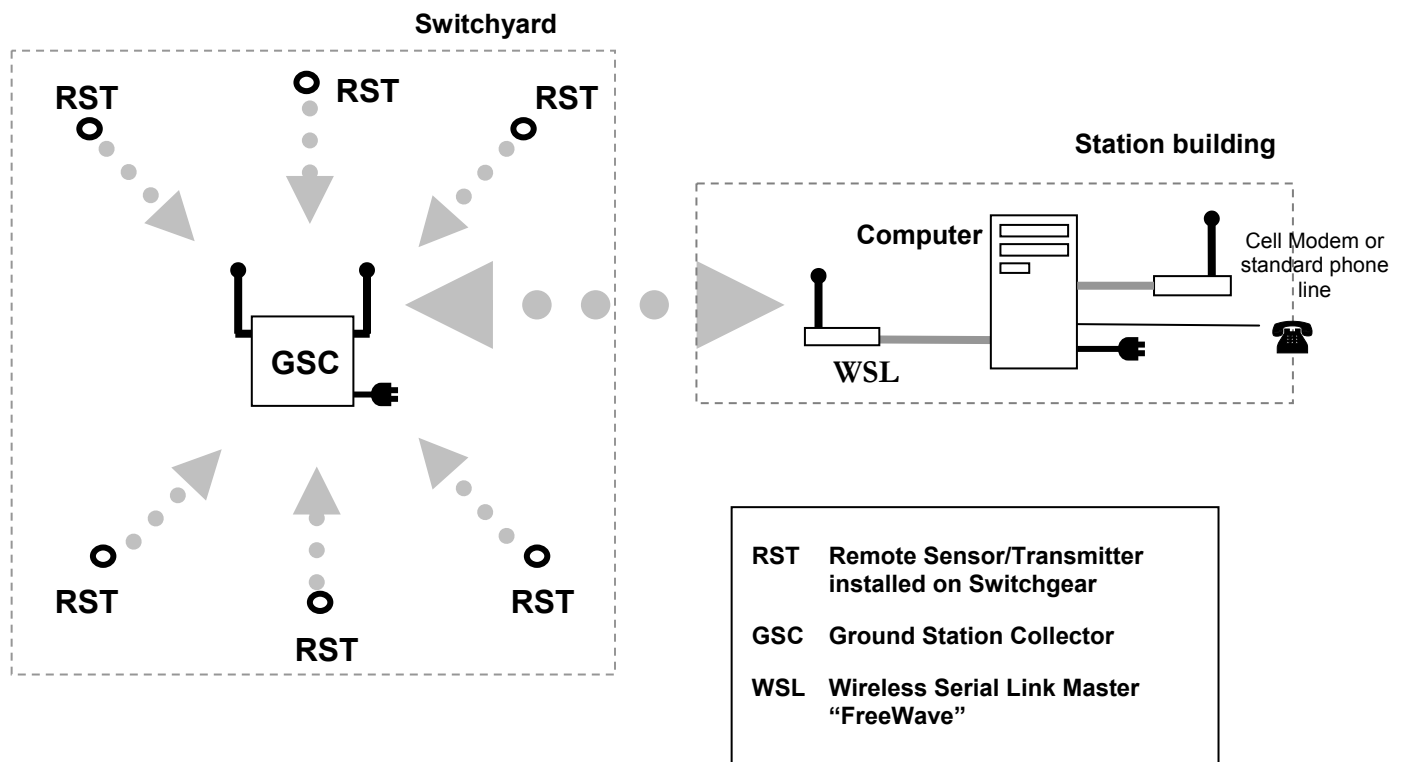 Switchyard
RST
RST
RST
GSC
RST
RST
RST
Station building
Computer
Cell Modem or
standard phone
line
WSL
RST Remote Sensor/Transmitter
installed on Switchgear
GSC Ground Station Collector
WSL Wireless Serial Link Master
“FreeWave”